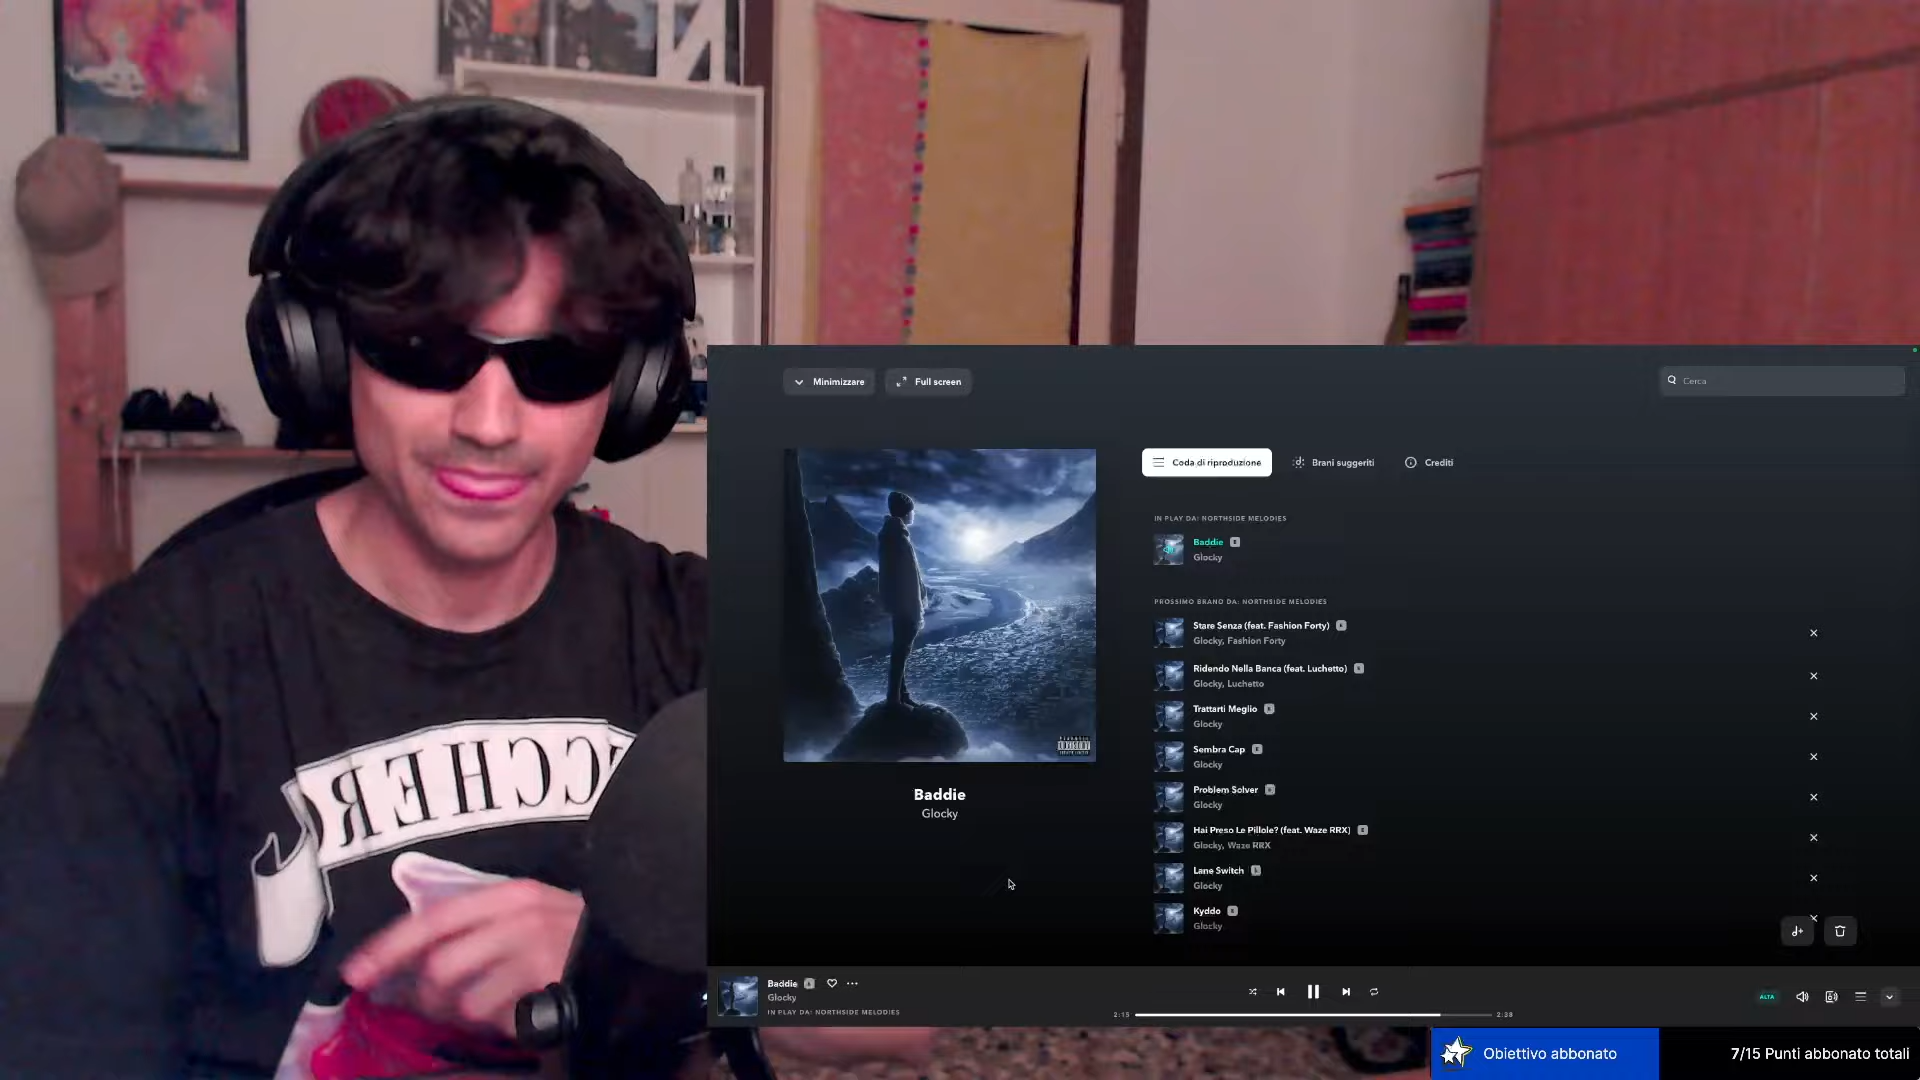 Minimizzare
Full screen
Cerca
Coda di riproduzione
Brani suggeriti
Crediti
IN PLAY DA: NORTHSIDE MELODIES
Baddie
Glocky
PROSSIMO BRANO DA: NORTHSIDE MELODIES
Stare Senza (feat. Fashion Forty)
Glocky, Fashion Forty
Ridendo Nella Banca (feat. Luchetto)
Glocky, Luchetto
Trattarti Meglio
Glocky
Sembra Cap
Glocky
Problem Solver
Glocky
Hai Preso Le Pillole? (feat. Waze RRX)
Glocky, Waze RRX
Lane Switch
Glocky
Kyddo
Glocky
Baddie
Glocky
Baddie
Glocky
IN PLAY DA: NORTHSIDE MELODIES
2:15
2:38
ALTA
Obiettivo abbonato
7/15 Punti abbonato totali